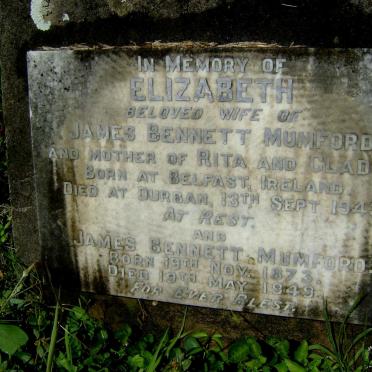 In Memory of
ELIZABETH
BELOVED WIFE OF
JAMES BENNETT MUMFORD
AND MOTHER OF RITA AND GLAD
BORN AT BELFAST, IRELAND
DIED AT DURBAN, 13TH SEPT 194
AT REST.
AND
JAMES BENNETT MUMFORD
BORN 19TH NOV. 1873
DIED 19TH MAY 1949
FOR EVER BLEST.